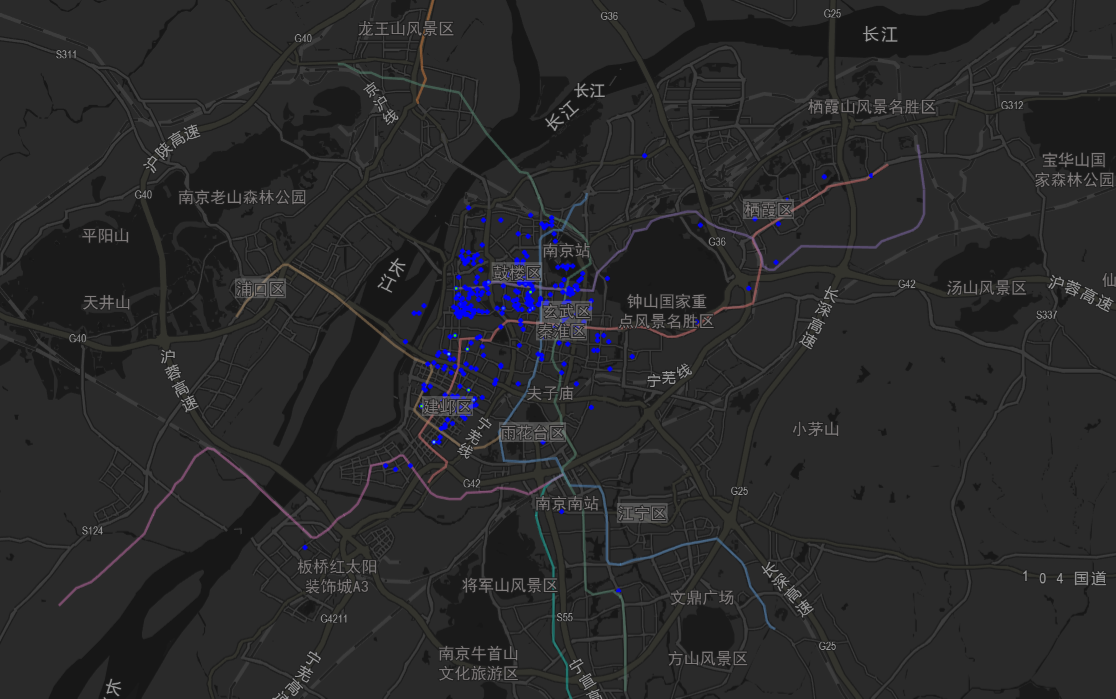 G36
G25
龙王山风景区
长江
G40
S311
长江
京沪线
长江
栖霞山风景名胜区
G312
沪陕高速
宝华山国
家森林公园
G40
南京老山森林公园
栖霞区
平阳山
G36
南京站
长江
鼓楼区
浦口区
G42
汤山风景区
沪蓉高速
仙
天井山
钟山国家重
点风景名胜区
玄武区
秦淮区
长深高速
S337
G40
沪蓉高速
宁芜线
夫子庙
建邺区
宁芜线
雨花台区
小茅山
G42
G25
南京南站
江宁区
S124
板桥红太阳
装饰城A3
将军山风景区
长深高速
104国道
文鼎广场
G4211
S55
G25
南京牛首山
文化旅游区
方山风景区
宁芜高速
宁宣高
长